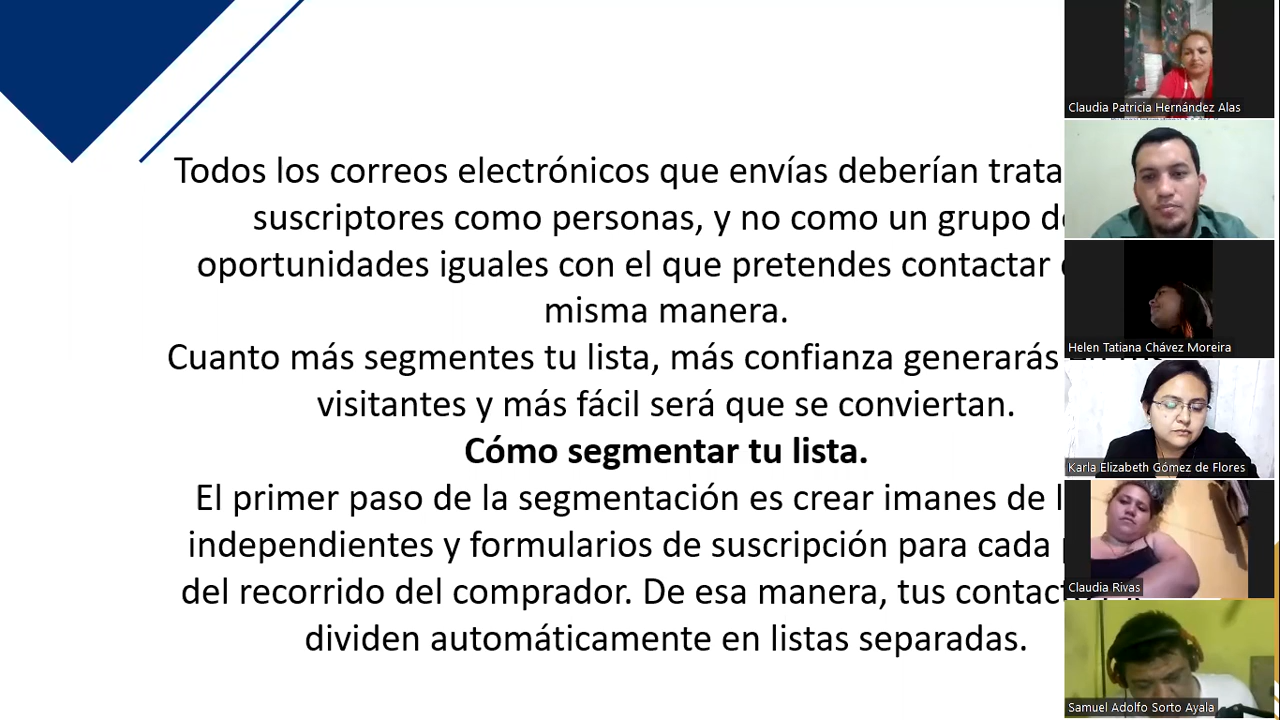 Todos los correos electrónicos que envías deberían trata
suscriptores como personas, y no como un grupo de
oportunidades iguales con el que pretendes contactar
misma manera.
Cuanto más segmentes tu lista, más confianza generarás
visitantes y más fácil será que se conviertan.
Cómo segmentar tu lista.
El primer paso de la segmentación es crear imanes de
independientes y formularios de suscripción para cada
del recorrido del comprador. De esa manera, tus
dividen automáticamente en listas separadas.
Claudia Patricia Hernández Alas
Helen Tatiana Chávez Moreira
Karla Elizabeth Gómez de Flores
Claudia Rivas
Samuel Adolfo Sorto Ayala